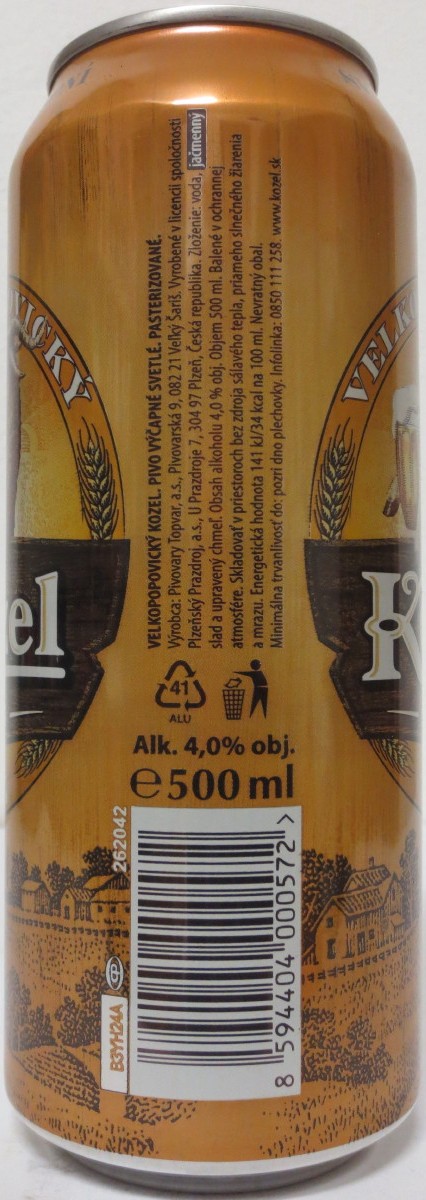 VICKÝ
VELKO
el
K
VELKOPOPOVICKÝ KOZEL. PIVO VÝČAPNÉ SVETLÉ. PASTERIZOVANÉ.
Výrobca: Pivovary Topvar, a.s., Pivovarská 9, 082 21 Veľký Šariš. Vyrobené v licencii spoločnosti
Plzeňský Prazdroj, a.s., U Prazdroje 7, 304 97 Plzeň, Česká republika. Zloženie: voda, jačmenný
slad a upravený chmeľ. Obsah alkoholu 4,0 % obj. Objem 500 ml. Balené v ochrannej
atmosfére. Skladovať v priestoroch bez zdroja sálavého tepla, priameho slnečného žiarenia
a mrazu. Energetická hodnota 141 kJ/34 kcal na 100 ml. Nevratný obal.
Minimálna trvanlivosť do: pozri dno plechovky. Infolinka: 0850 111 258. www.kozel.sk
41
ALU
Alk. 4,0% obj.
℮500 ml
262042
B3YH24A
8 594404 000572 >